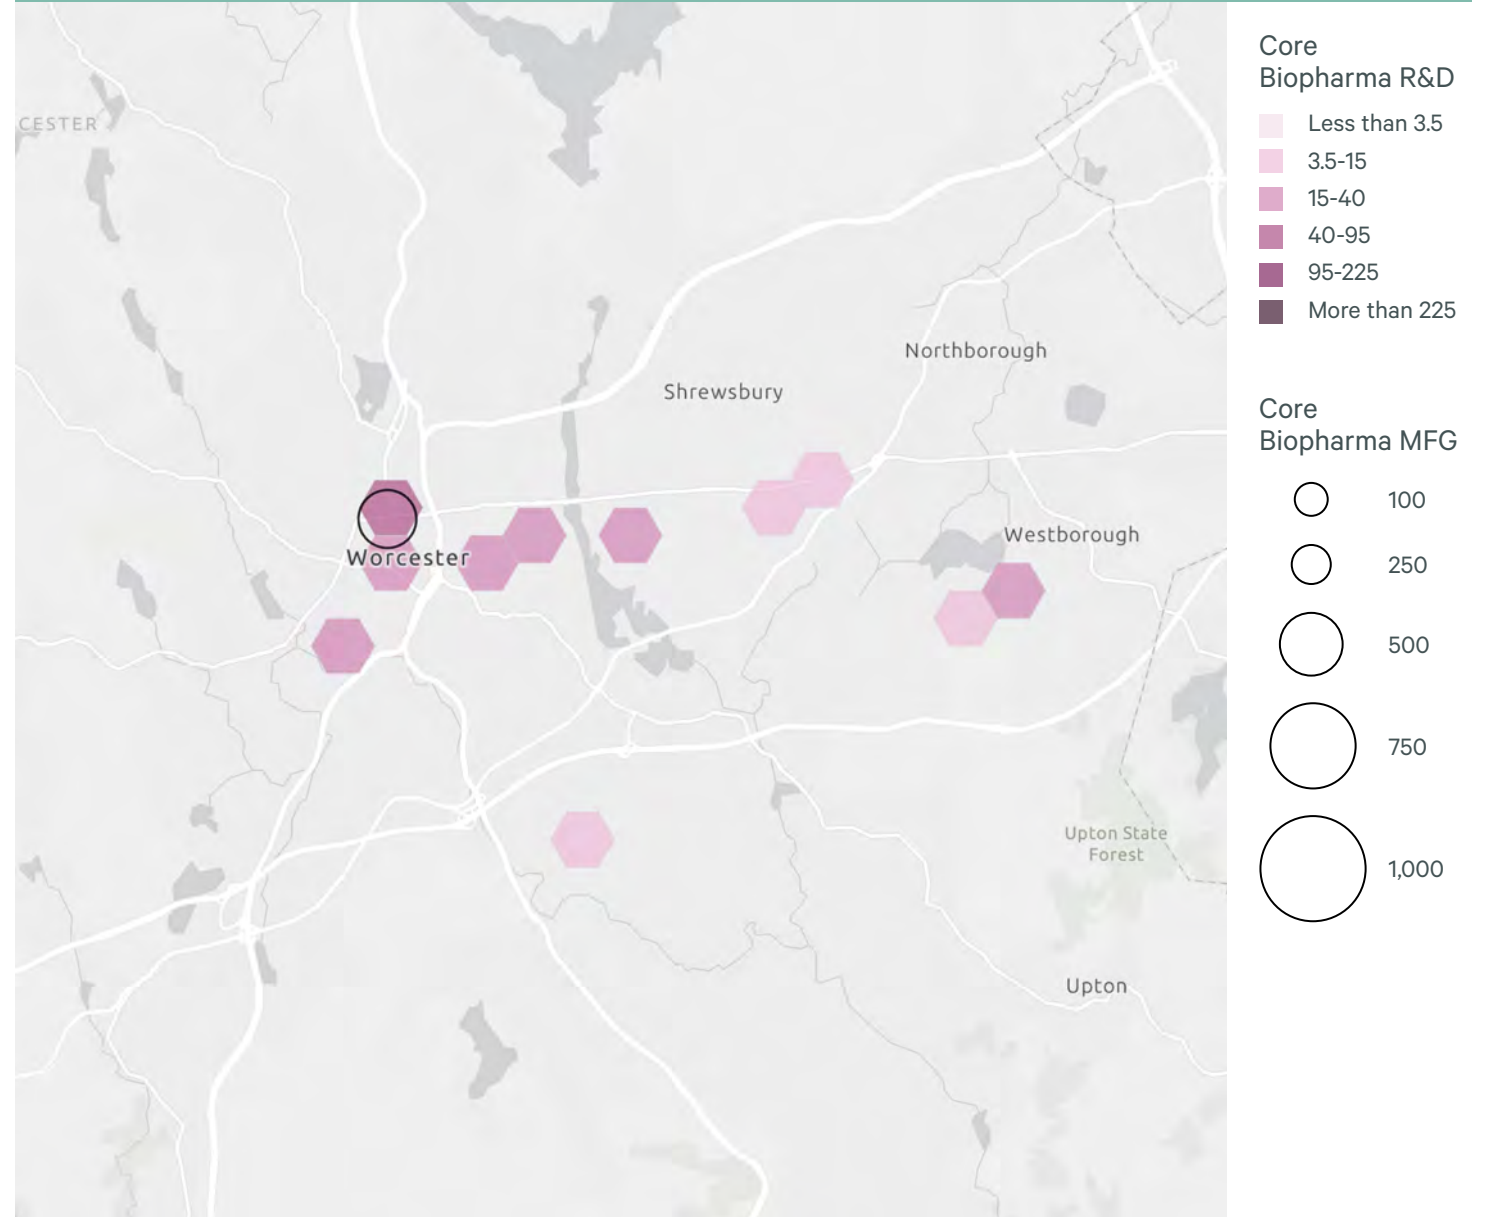 CESTER
Northborough
Shrewsbury
Westborough
Worcester
Upton State
Forest
Upton
Core
Biopharma R&D
Less than 3.5
3.5-15
15-40
40-95
95-225
More than 225
Core
Biopharma MFG
100
250
500
750
1,000